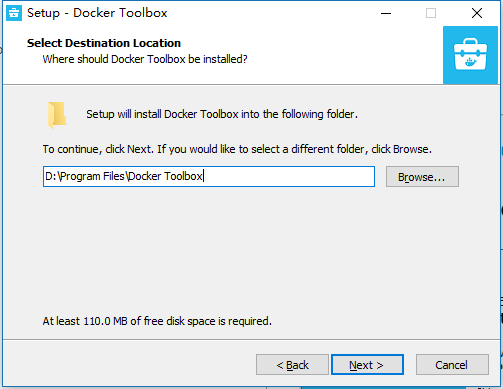 Setup - Docker Toolbox
Select Destination Location
Where should Docker Toolbox be installed?
Setup will install Docker Toolbox into the following folder.
To continue, click Next. If you would like to select a different folder, click Browse.
D:\Program Files\Docker Toolbox
Browse...
At least 110.0 MB of free disk space is required.
< Back
Next >
Cancel